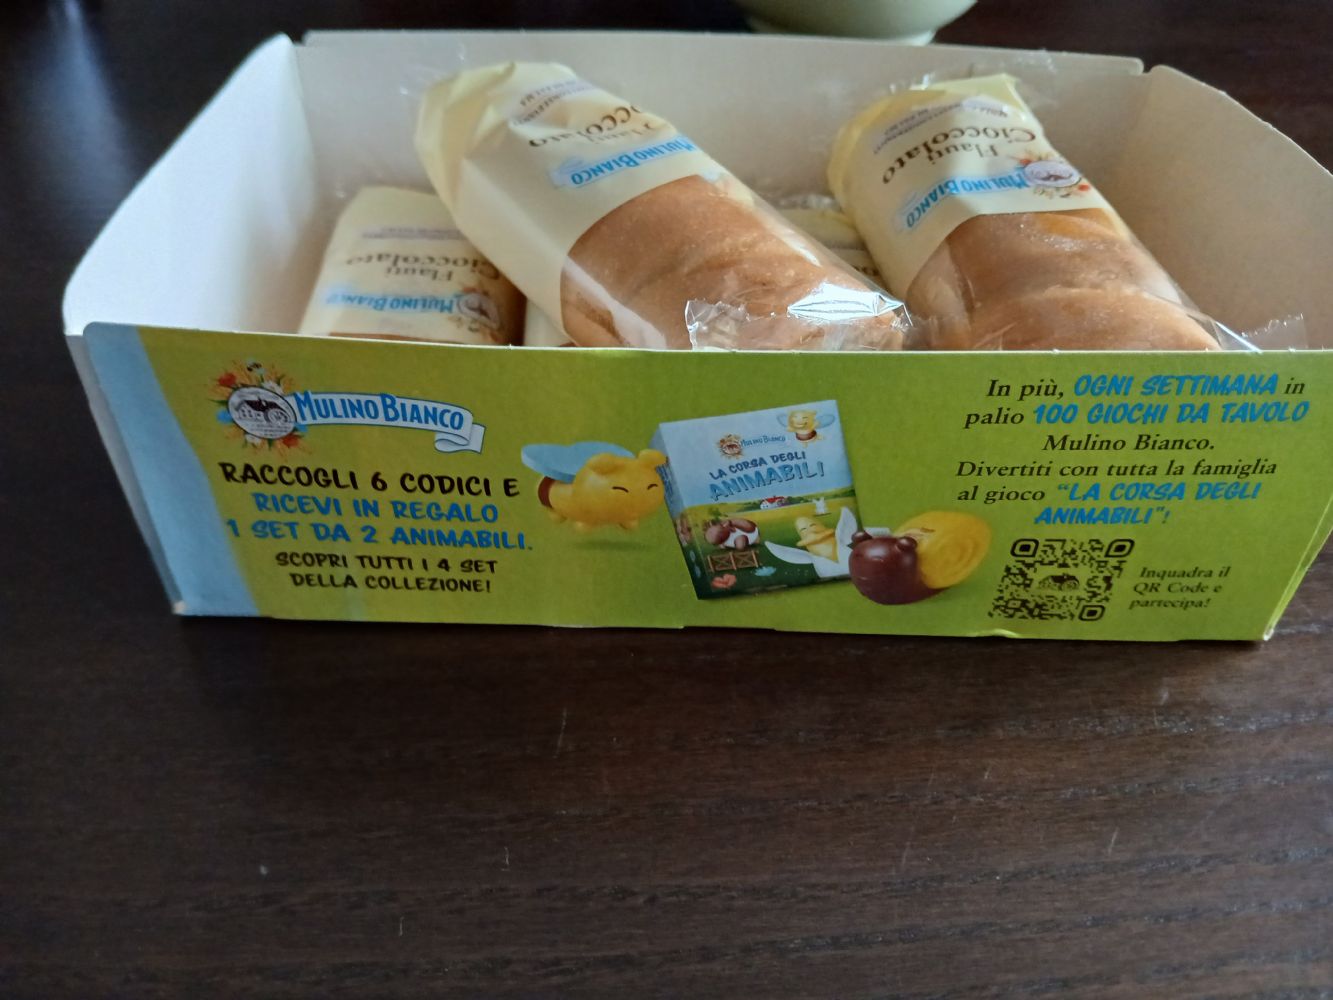 Flauti
Cioccolato
MULINO BIANCO
Cioccolato
MULINO BIANCO
Flauti
Cioccolato
MULINO BIANCO
MULINO BIANCO
RACCOGLI 6 CODICI E
RICEVI IN REGALO
1 SET DA 2 ANIMABILI.
SCOPRI TUTTI I 4 SET
DELLA COLLEZIONE!
MULINO BIANCO
LA CORSA DEGLI
ANIMABILI
In più, OGNI SETTIMANA in
palio 100 GIOCHI DA TAVOLO
Mulino Bianco.
Divertiti con tutta la famiglia
al gioco "LA CORSA DEGLI
ANIMABILI"!
Inquadra il
QR Code e
partecipa!